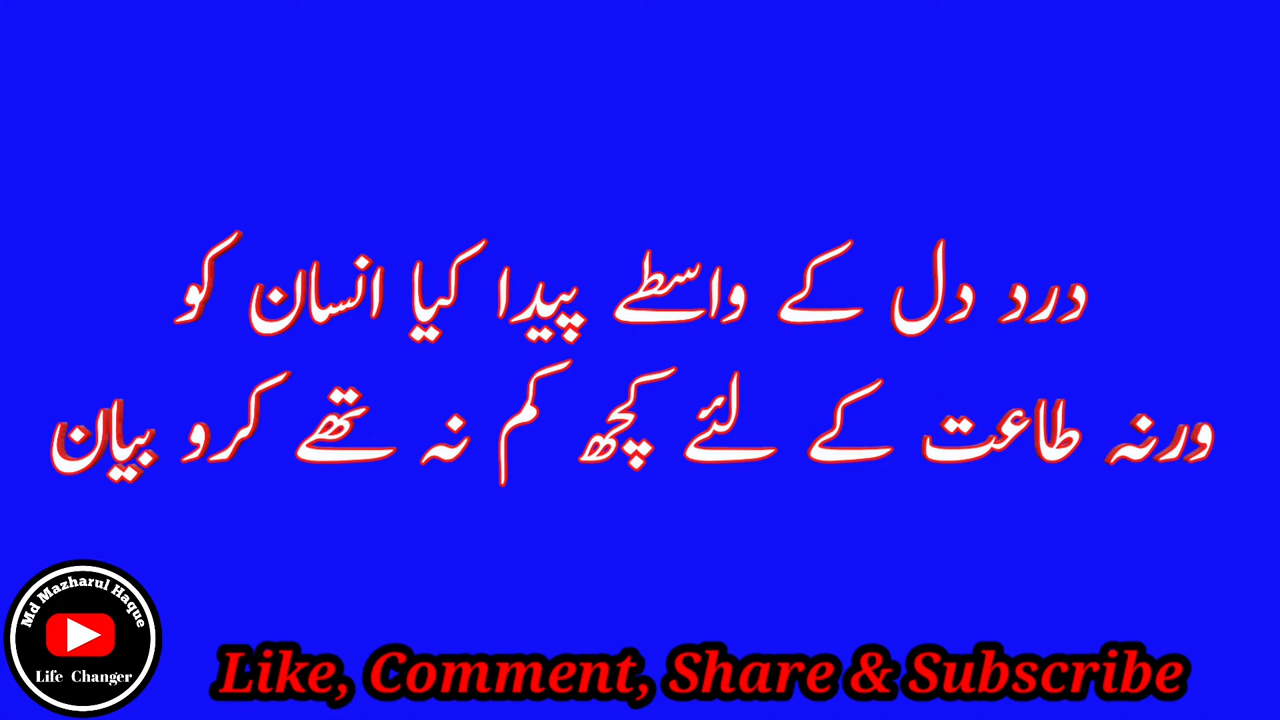 درد دل کے واسطے پیدا کیا انسان کو
ورنہ طاعت کے لئے کچھ کم نہ تھے کرو بیان
Md Mazharul Haque
Life Changer
Like, Comment, Share & Subscribe